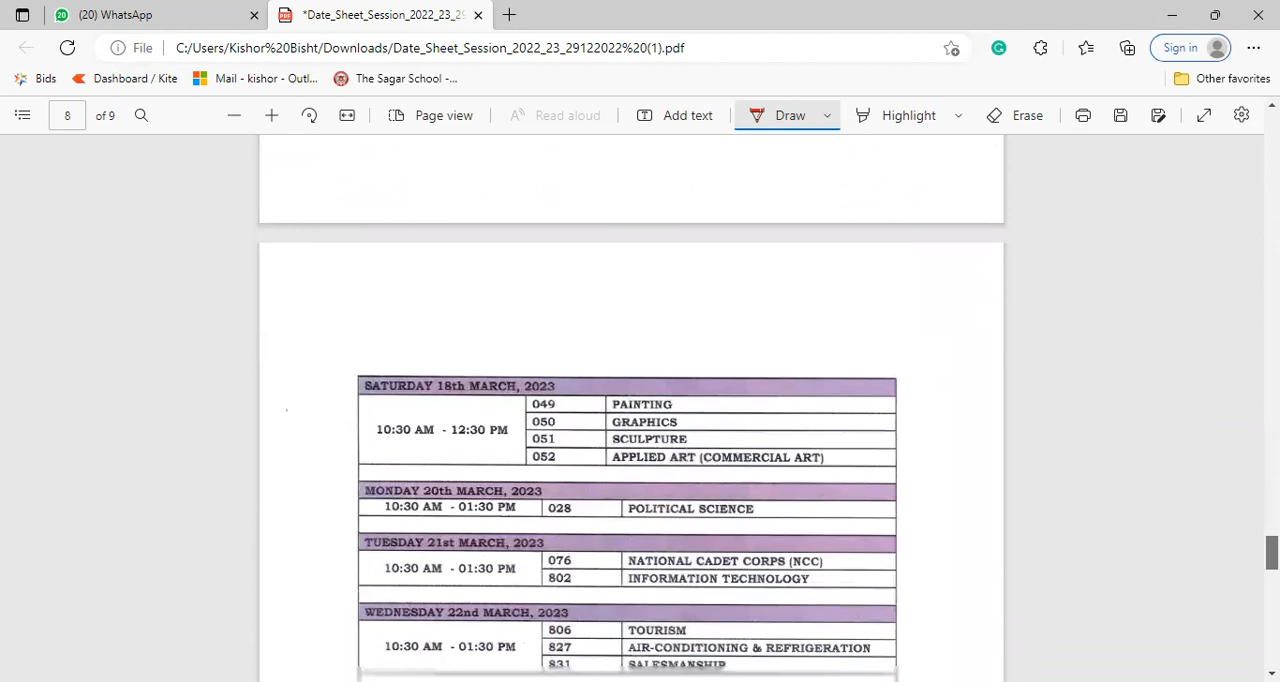 20 (20) WhatsApp
*Date_Sheet_Session_2022_23_29
File C:/Users/Kishor%20Bisht/Downloads/Date_Sheet_Session_2022_23_29122022%20(1).pdf Sign in
Bids Dashboard / Kite Mail - kishor - Outl... The Sagar School -... Other favorites
8 of 9 Page view Read aloud Add text Draw Highlight Erase
SATURDAY 18th MARCH, 2023
10:30 AM - 12:30 PM
049 PAINTING
050 GRAPHICS
051 SCULPTURE
052 APPLIED ART (COMMERCIAL ART)
MONDAY 20th MARCH, 2023
10:30 AM - 01:30 PM 028 POLITICAL SCIENCE
TUESDAY 21st MARCH, 2023
10:30 AM - 01:30 PM
076 NATIONAL CADET CORPS (NCC)
802 INFORMATION TECHNOLOGY
WEDNESDAY 22nd MARCH, 2023
10:30 AM - 01:30 PM
806 TOURISM
827 AIR-CONDITIONING & REFRIGERATION
831 SALESMANSHIP